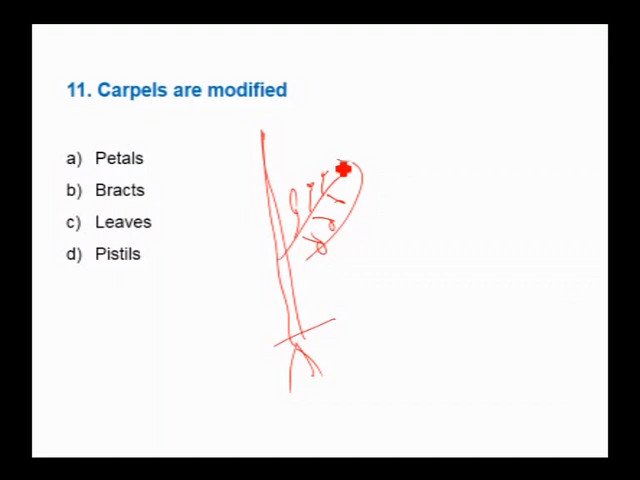 11. Carpels are modified
a) Petals
b) Bracts
c) Leaves
d) Pistils